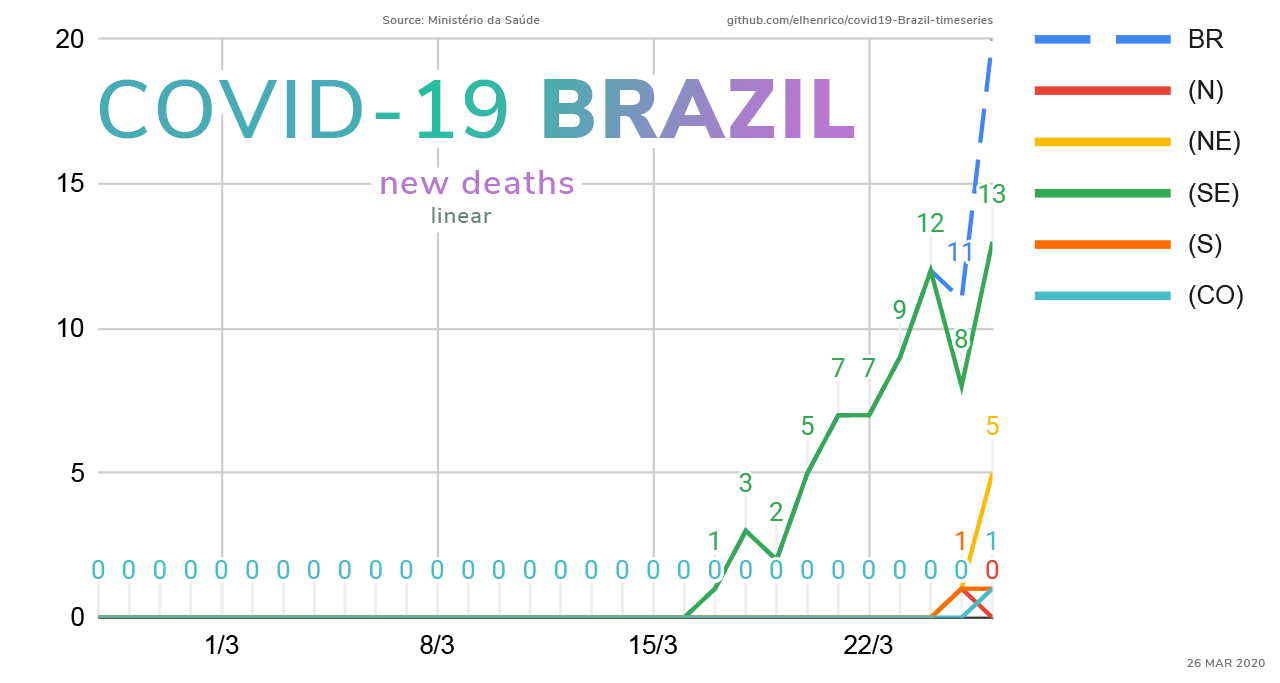 Source: Ministério da Saúde
github.com/elhenrico/covid19-Brazil-timeseries
20
COVID-19 BRAZIL
15
new deaths
linear
10
5
0
13
12
11
9
8
7 7
5
5
3
2
1
1 1
0 0 0 0 0 0 0 0 0 0 0 0 0 0 0 0 0 0 0 0 0 0 0 0 0 0 0 0 0 0
1/3 8/3 15/3 22/3
BR
(N)
(NE)
(SE)
(S)
(CO)
26 MAR 2020